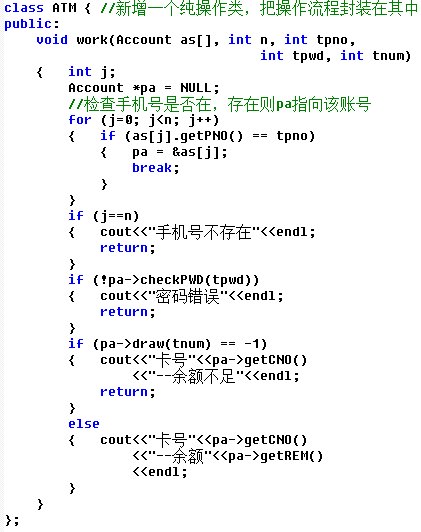 class ATM { //新增一个纯操作类，把操作流程封装在其中
public:
    void work(Account as[], int n, int tpno,
                                int tpwd, int tnum)
    {   int j;
        Account *pa = NULL;
        //检查手机号是否在，存在则pa指向该账号
        for (j=0; j<n; j++)
        {   if (as[j].getPNO() == tpno)
            {   pa = &as[j];
                break;
            }
        }
        if (j==n)
        {   cout<<"手机号不存在"<<endl;
            return;
        }
        if (!pa->checkPWD(tpwd))
        {   cout<<"密码错误"<<endl;
            return;
        }
        if (pa->draw(tnum) == -1)
        {   cout<<"卡号"<<pa->getCNO()
                <<"--余额不足"<<endl;
            return;
        }
        else
        {   cout<<"卡号"<<pa->getCNO()
                <<"--余额"<<pa->getREM()
                <<endl;
        }
    }
};